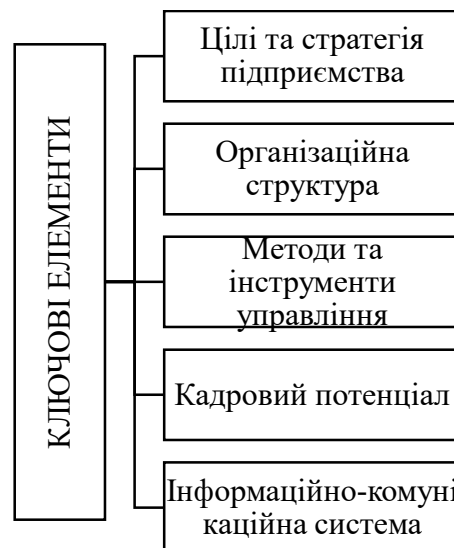 КЛЮЧОВІ ЕЛЕМЕНТИ
Цілі та стратегія
підприємства
Організаційна
структура
Методи та
інструменти
управління
Кадровий потенціал
Інформаційно-комуні
каційна система